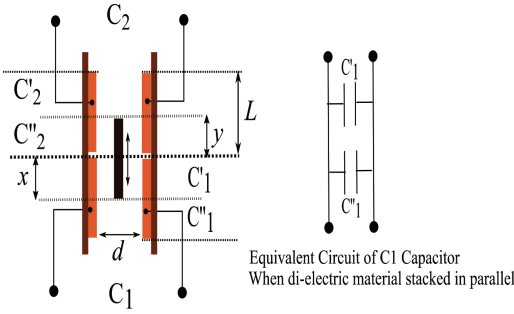 C2
C'2
C"2
x
y
L
C'1
C"1
d
C1
C'1
C"1
Equivalent Circuit of C1 Capacitor
When di-electric material stacked in parallel